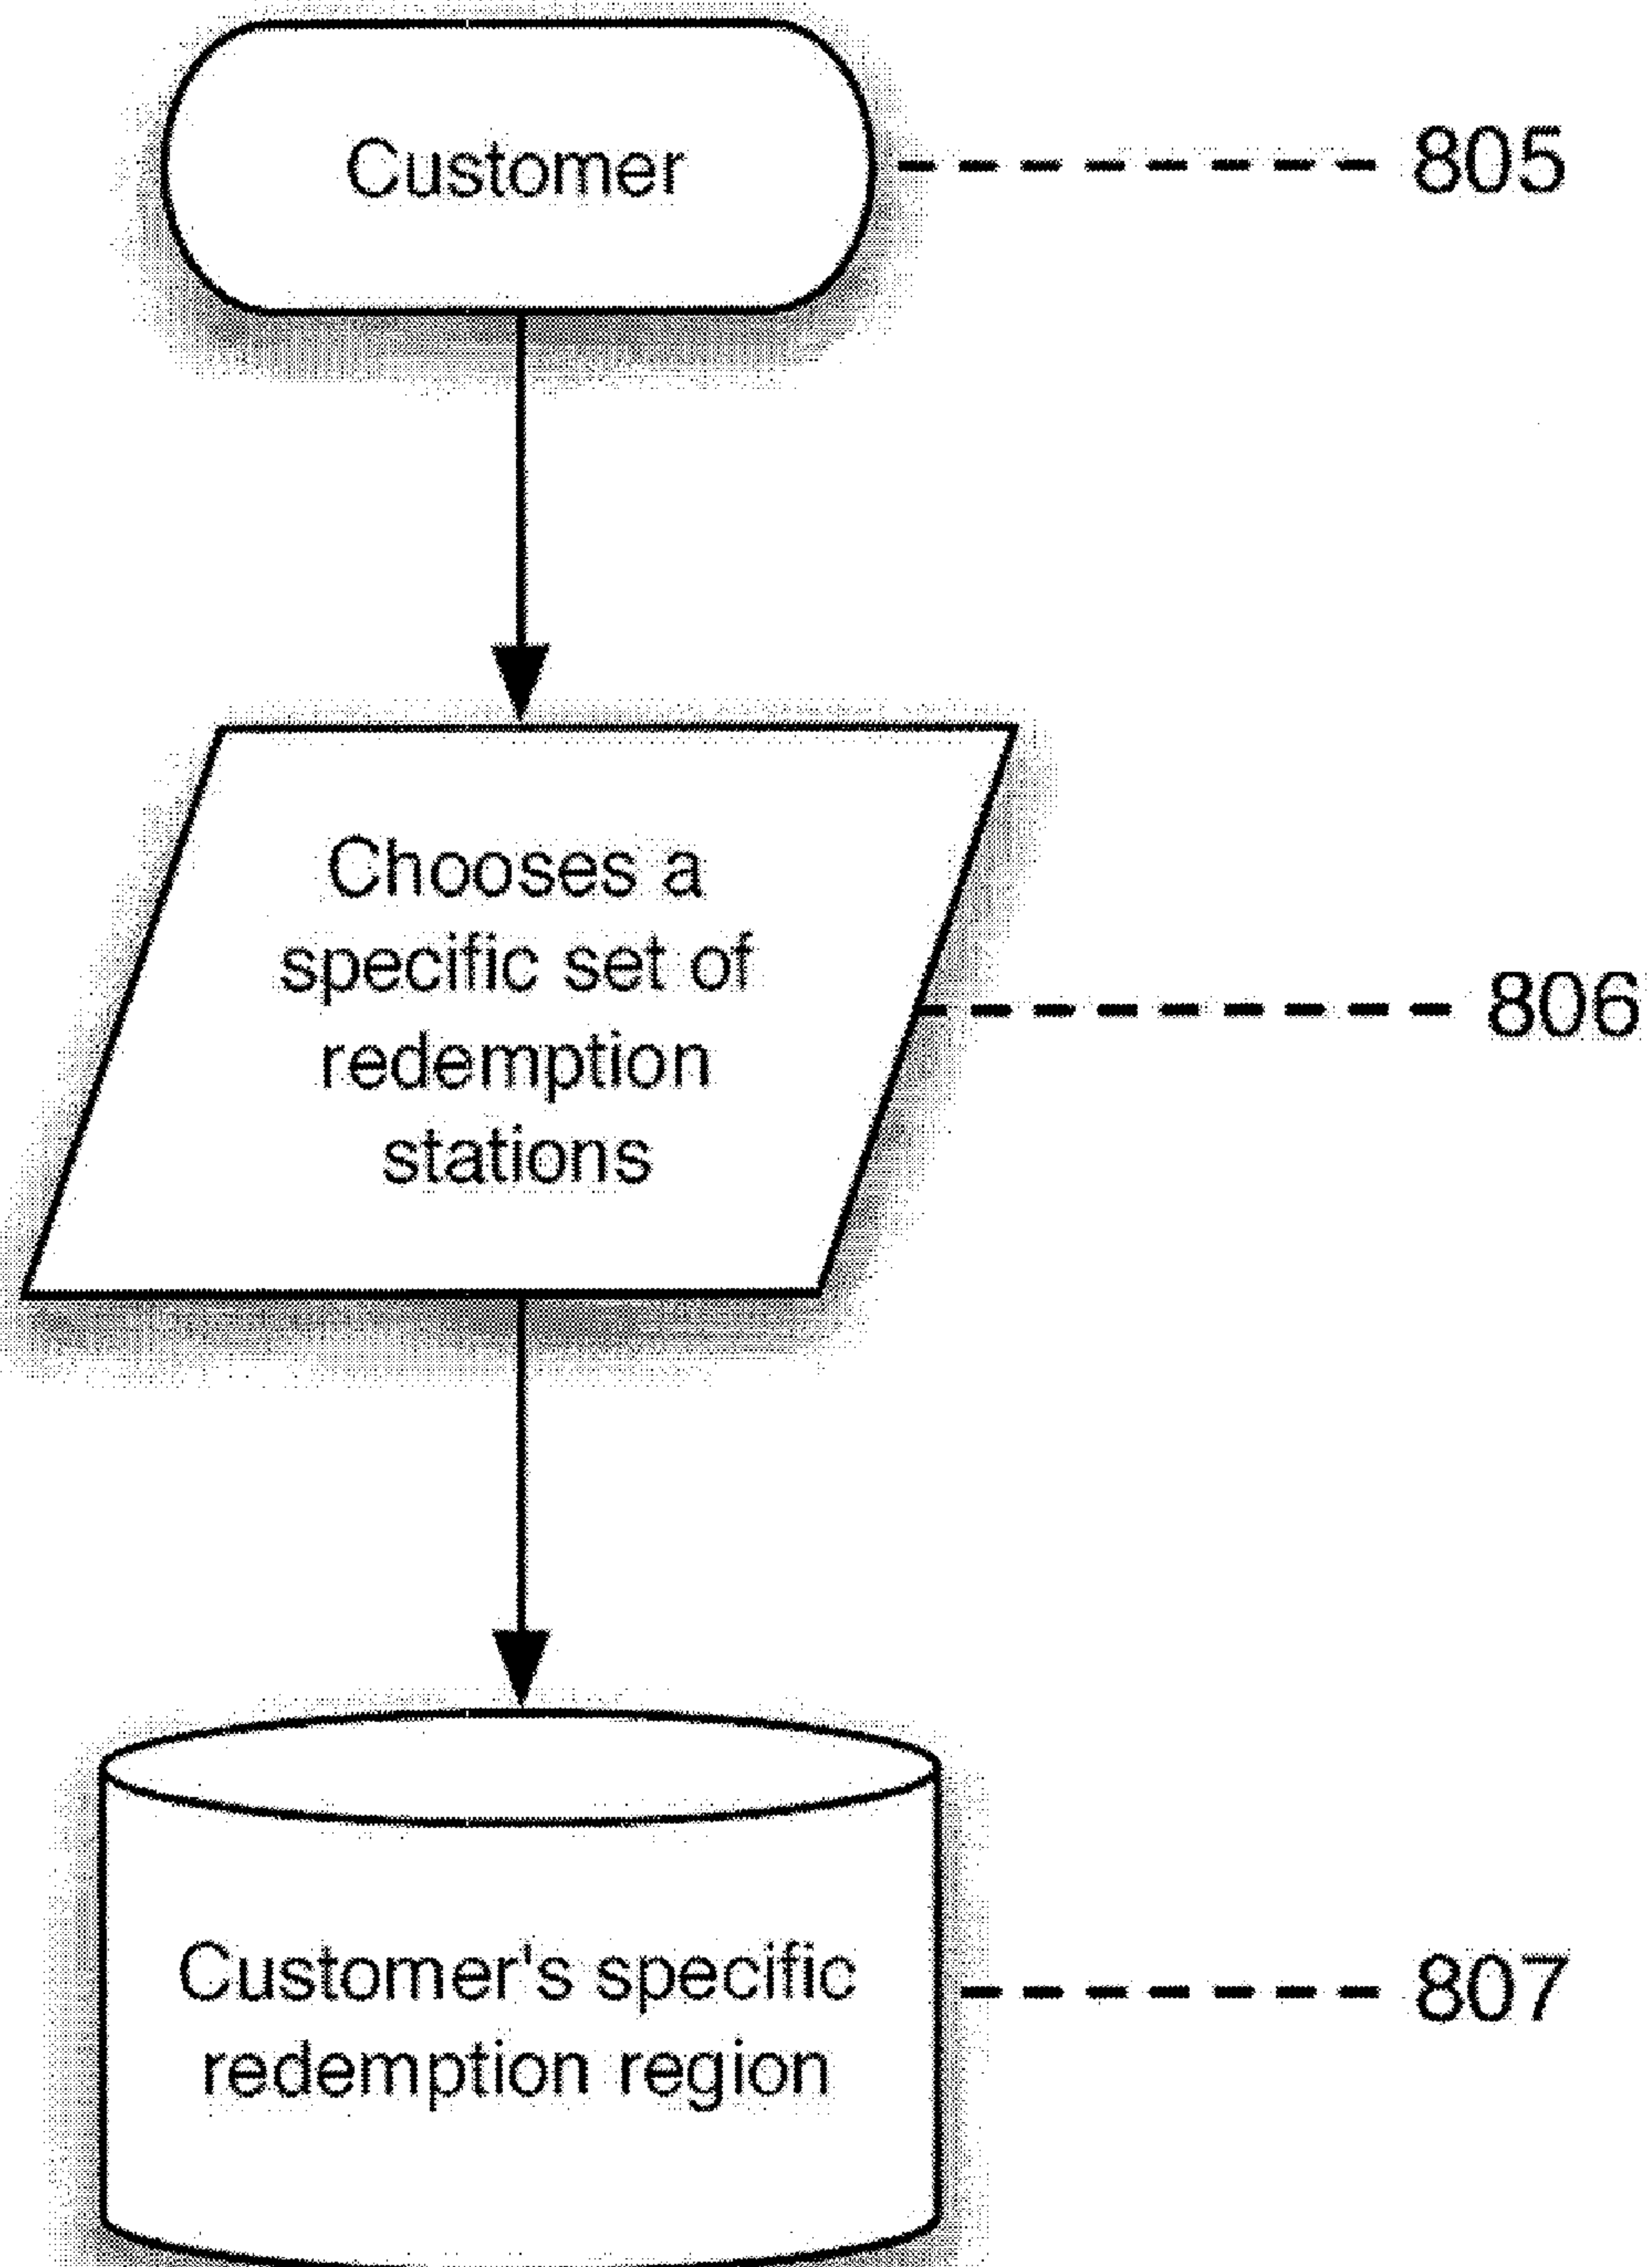 Customer
805
Chooses a
specific set of
redemption
stations
806
Customer's specific
redemption region
807